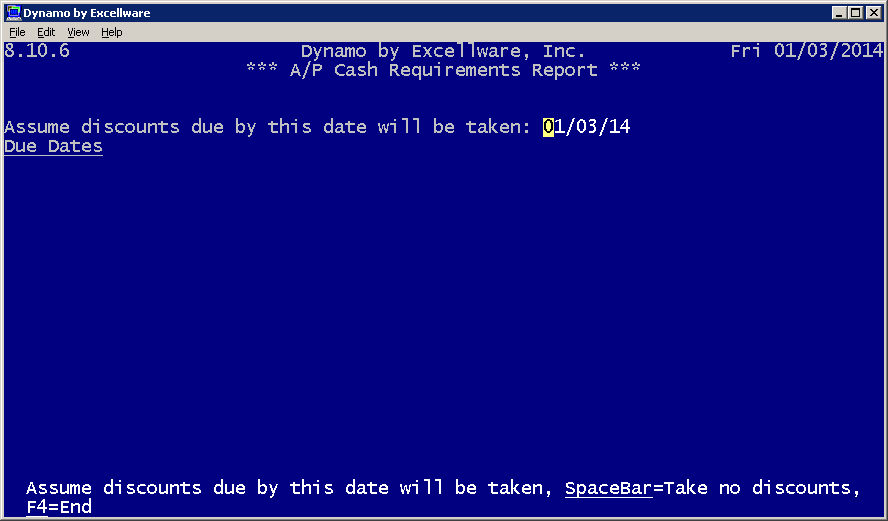 Dynamo by Excellware
File Edit View Help
8.10.6 Dynamo by Excellware, Inc. Fri 01/03/2014
*** A/P Cash Requirements Report ***
Assume discounts due by this date will be taken: 01/03/14
Due Dates
Assume discounts due by this date will be taken, SpaceBar=Take no discounts,
F4=End